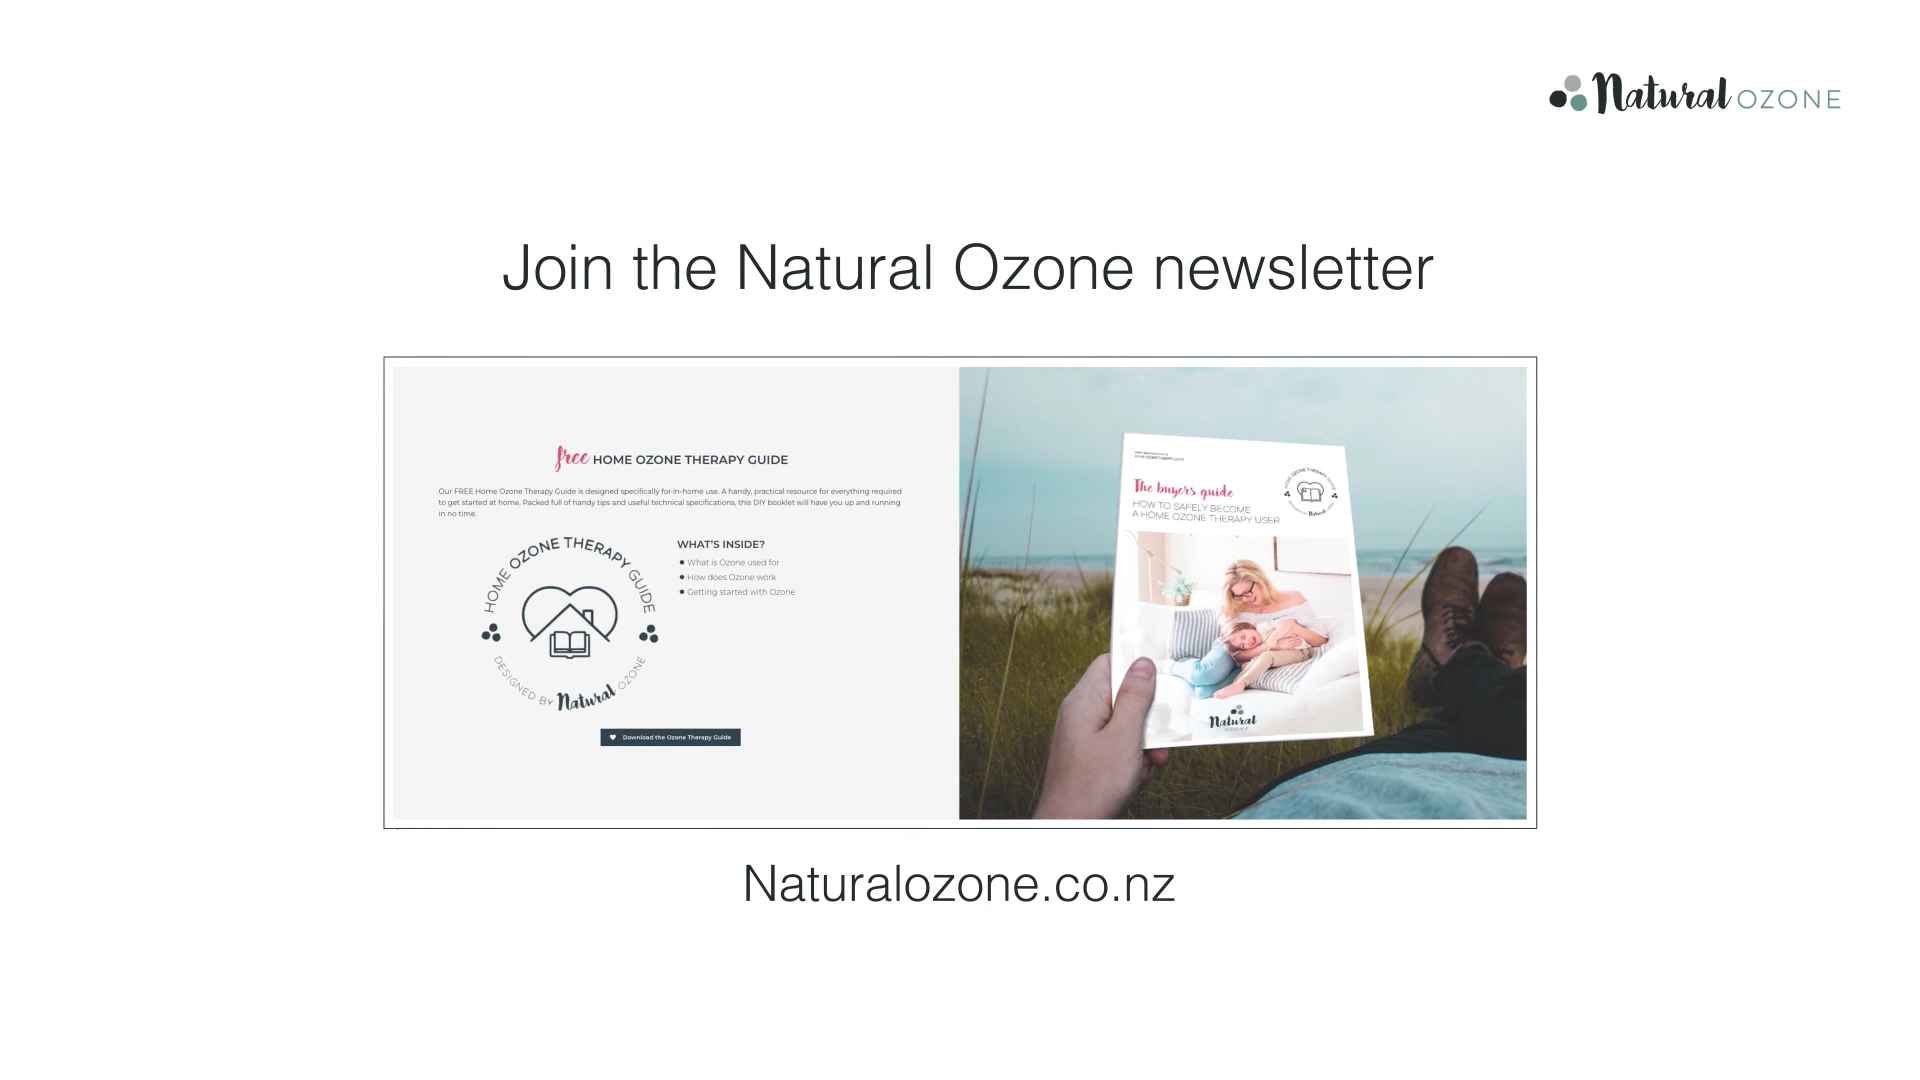 Natural OZONE
Join the Natural Ozone newsletter
free HOME OZONE THERAPY GUIDE
Our FREE Home Ozone Therapy Guide is designed specifically for in-home use. A handy, practical resource for everything required
to get started at home. Packed full of handy tips and useful technical specifications, this DIY booklet will have you up and running
in no time.
HOME OZONE THERAPY GUIDE
DESIGNED BY Natural OZONE
WHAT'S INSIDE?
● What is Ozone used for
● How does Ozone work
● Getting started with Ozone
Download the Ozone Therapy Guide
The buyers guide
HOW TO SAFELY BECOME
A HOME OZONE THERAPY USER
Natural
Naturalozone.co.nz